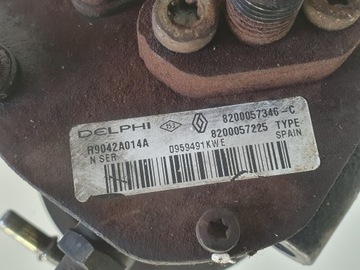 DELPHI 8200057346-C
R9042A014A 8200057225 TYPE
N SER 0959491KWE SPAIN